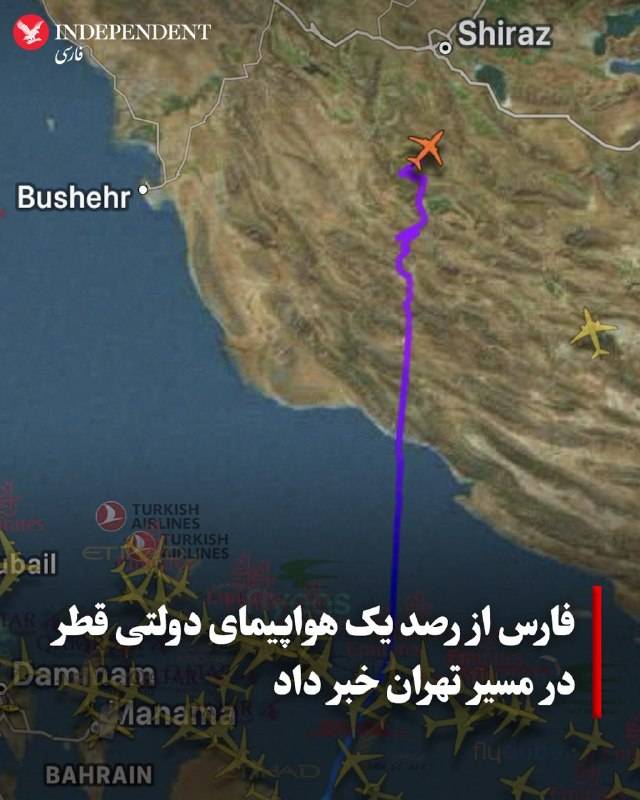 INDEPENDENT
فارسی
Shiraz
Bushehr
TURKISH
AIRLINES
TURKISH
AIRLINES
ubail
فارس از رصد یک هواپیمای دولتی قطر
در مسیر تهران خبر داد
Dammam
Manama
BAHRAIN